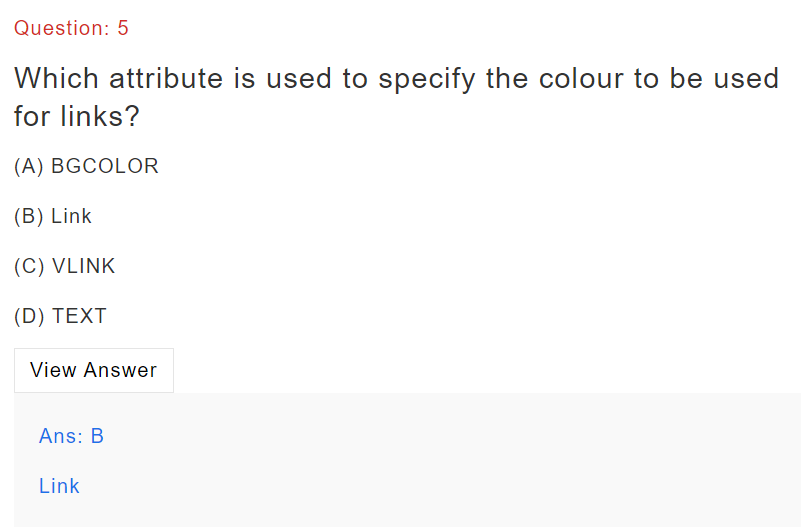 Question: 5
Which attribute is used to specify the colour to be used
for links?
(A) BGCOLOR
(B) Link
(C) VLINK
(D) TEXT
View Answer
Ans: B
Link